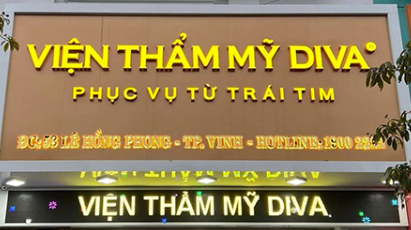 VIỆN THẨM MỸ DIVA
PHỤC VỤ TỪ TRÁI TIM
ĐC: 53 LÊ HỒNG PHONG - TP. VINH - HOTLINE: 1900
VIỆN THẨM MỸ DIVA